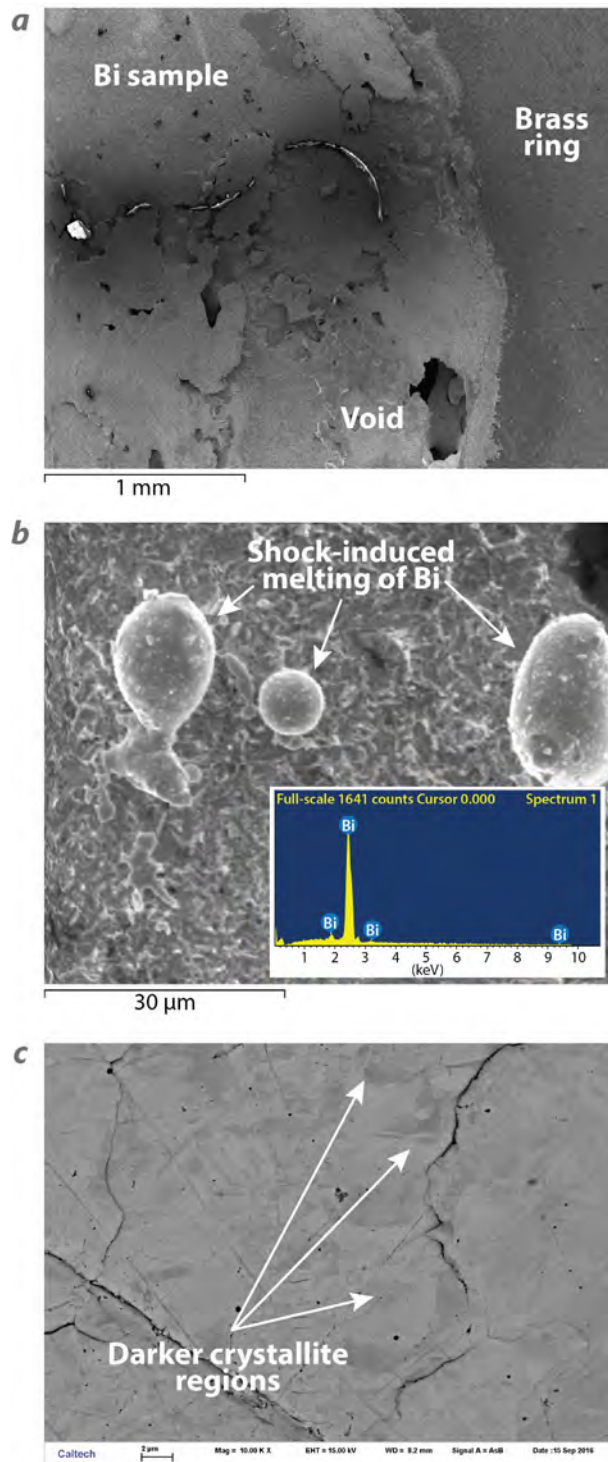 a
Bi sample
Brass
ring
Void
1 mm
b
Shock-induced
melting of Bi
Full-scale 1641 counts Cursor 0.000 Spectrum 1
Bi
Bi
Bi
Bi
1 2 3 4 5 6 7 8 9 10
(keV)
30 µm
c
Darker crystallite
regions
Caltech 2 µm Mag = 10.00 K X EHT = 15.00 kV WD = 8.2 mm Signal A = AsB Date :15 Sep 2016